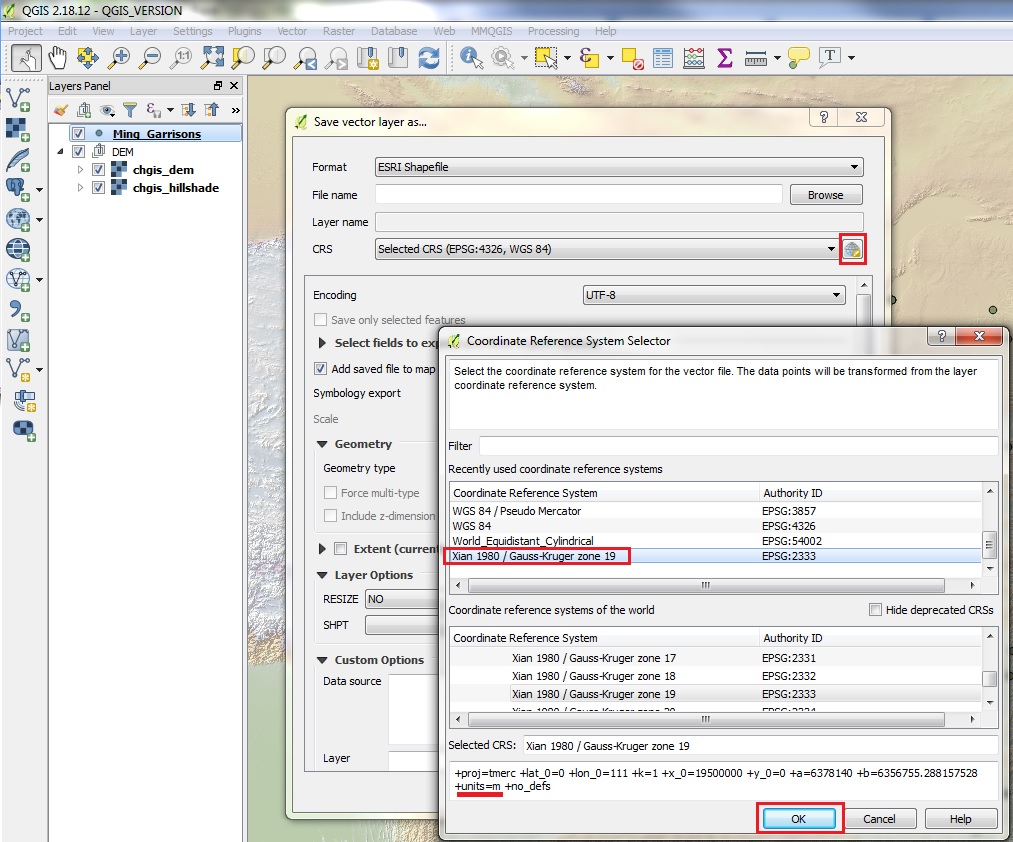 QGIS 2.18.12 - QGIS_VERSION
Project Edit View Layer Settings Plugins Vector Raster Database Web MMQGIS Processing Help
Layers Panel
Ming_Garrisons
DEM
chgis_dem
chgis_hillshade
Save vector layer as...
Format ESRI Shapefile
File name Browse
Layer name
CRS Selected CRS (EPSG:4326, WGS 84)
Encoding UTF-8
Save only selected features
Select fields to exp
Add saved file to map
Symbology export
Scale
Geometry
Geometry type
Force multi-type
Include z-dimension
Extent (current
Layer Options
RESIZE NO
SHPT
Custom Options
Data source
Layer
Coordinate Reference System Selector
Select the coordinate reference system for the vector file. The data points will be transformed from the layer
coordinate reference system.
Filter
Recently used coordinate reference systems
Coordinate Reference System Authority ID
WGS 84 / Pseudo Mercator EPSG:3857
WGS 84 EPSG:4326
World_Equidistant_Cylindrical EPSG:54002
Xian 1980 / Gauss-Kruger zone 19 EPSG:2333
Coordinate reference systems of the world Hide deprecated CRSs
Coordinate Reference System Authority ID
Xian 1980 / Gauss-Kruger zone 17 EPSG:2331
Xian 1980 / Gauss-Kruger zone 18 EPSG:2332
Xian 1980 / Gauss-Kruger zone 19 EPSG:2333
Xian 1980 / Gauss-Kruger zone 20 EPSG:2334
Selected CRS: Xian 1980 / Gauss-Kruger zone 19
+proj=tmerc +lat_0=0 +lon_0=111 +k=1 +x_0=19500000 +y_0=0 +a=6378140 +b=6356755.288157528
+units=m +no_defs
OK Cancel Help